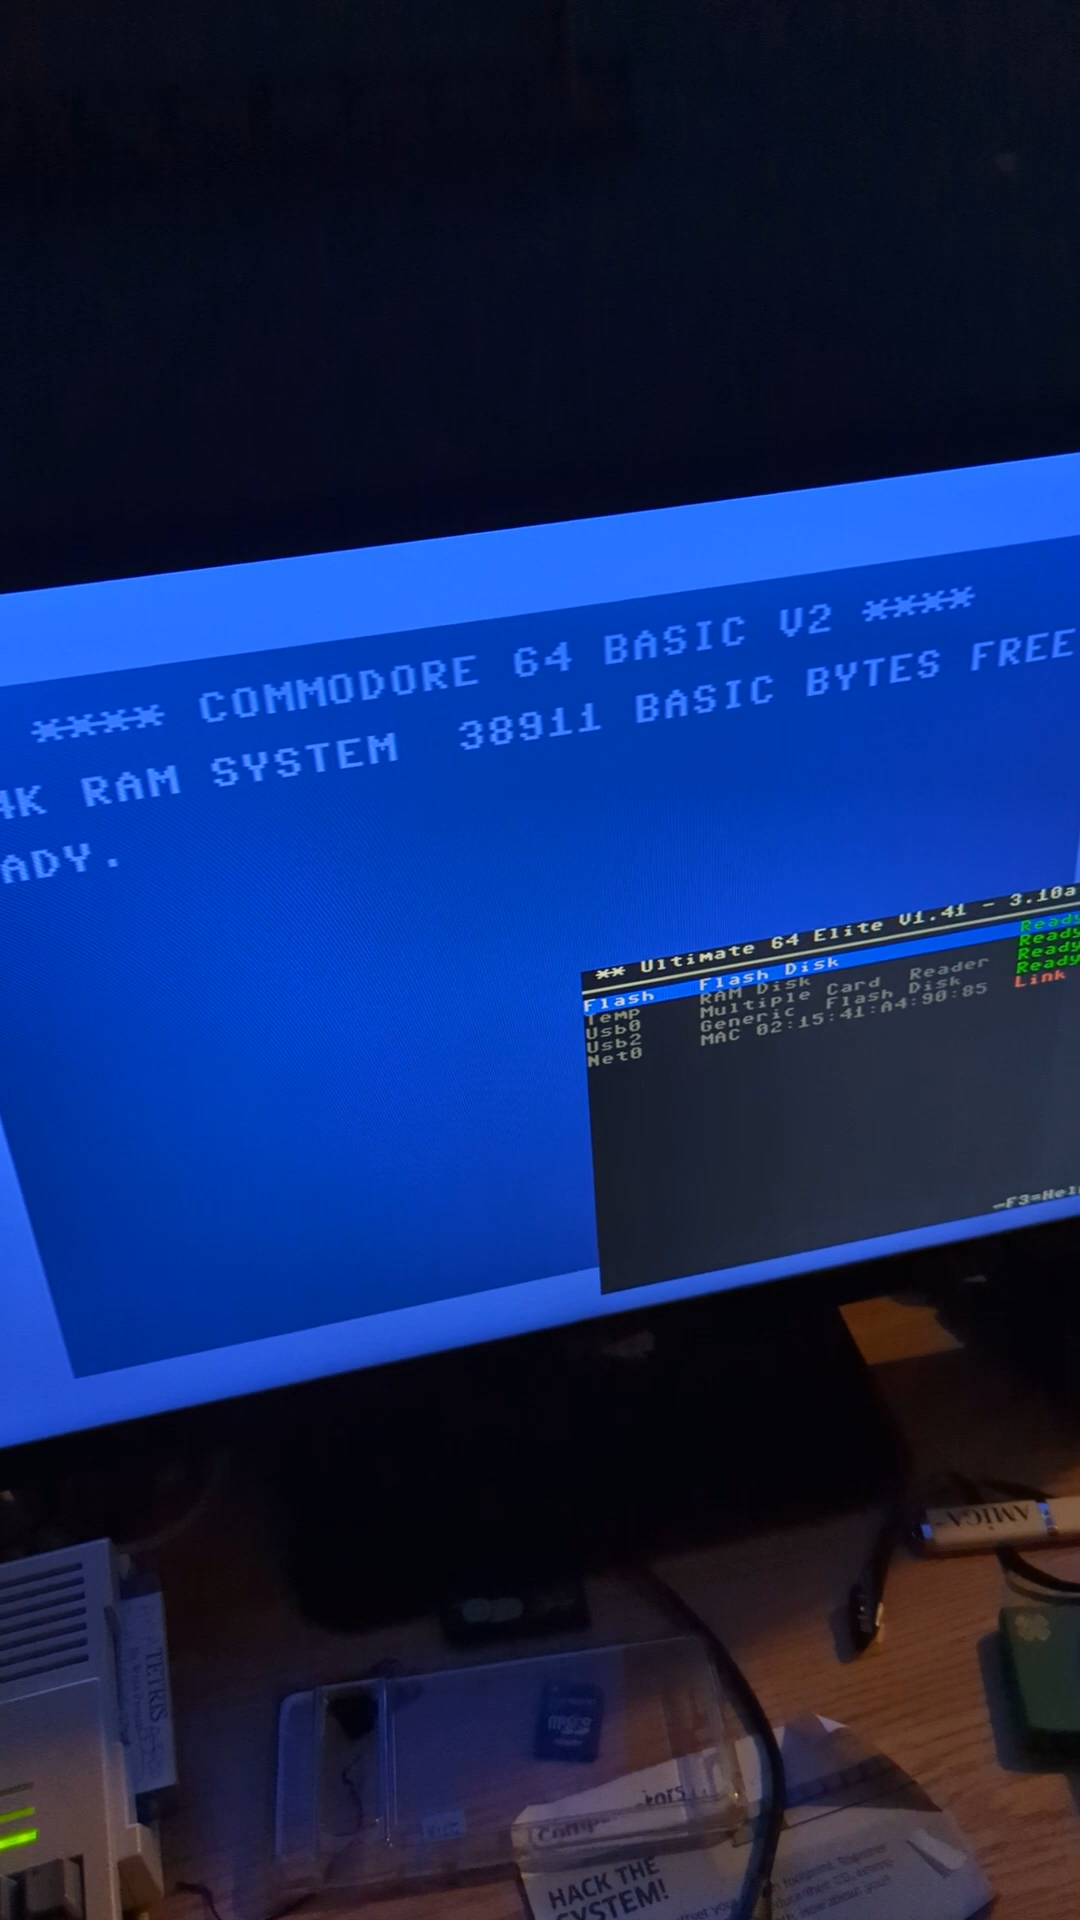 **** COMMODORE 64 BASIC V2 ****
4K RAM SYSTEM  38911 BASIC BYTES FREE
ADY.
** Ultimate 64 Elite V1.41 - 3.10a
Flash Flash Disk Ready
Temp RAM Disk Ready
Usb0 Multiple Card Reader Ready
Usb2 Generic Flash Disk Ready
Net0 MAC 02:15:41:A4:90:85 Link
F3=Hel
AMIGA
TETRIS
HACK THE
SYSTEM!